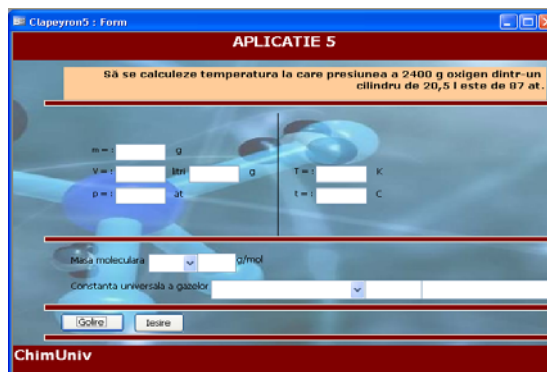 Clapeyron5 : Form
APLICATIE 5
Să se calculeze temperatura la care presiunea a 2400 g oxigen dintr-un
cilindru de 20,5 l este de 87 at.
m = : g
V = : litri g T = : K
p = : at t = : C
Masa moleculara g/mol
Constanta universala a gazelor
Golire Iesire
ChimUniv